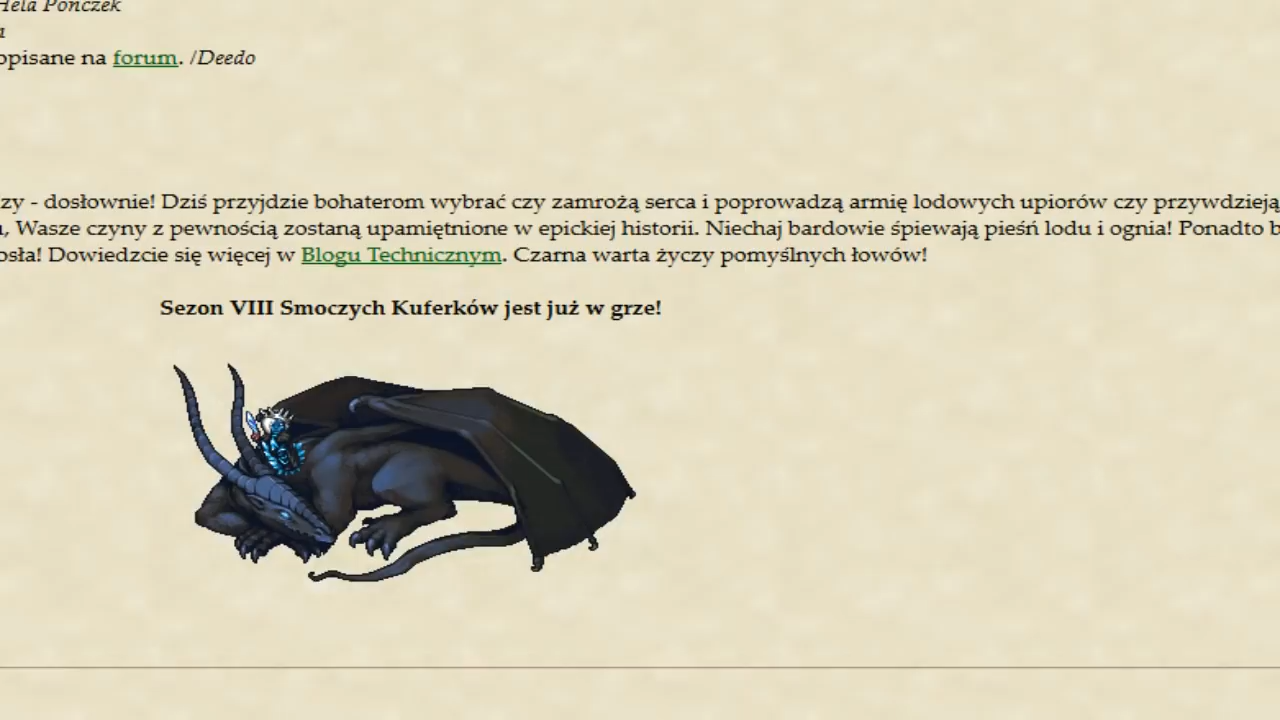 Hela Pończek
opisane na forum. /Deedo
- dosłownie! Dziś przyjdzie bohaterom wybrać czy zamrożą serca i poprowadzą armię lodowych upiorów czy przywdzieją
Wasze czyny z pewnością zostaną upamiętnione w epickiej historii. Niechaj bardowie śpiewają pieśń lodu i ognia! Ponadto
Dowiedzcie się więcej w Blogu Technicznym. Czarna warta życzy pomyślnych łowów!
Sezon VIII Smoczych Kuferków jest już w grze!